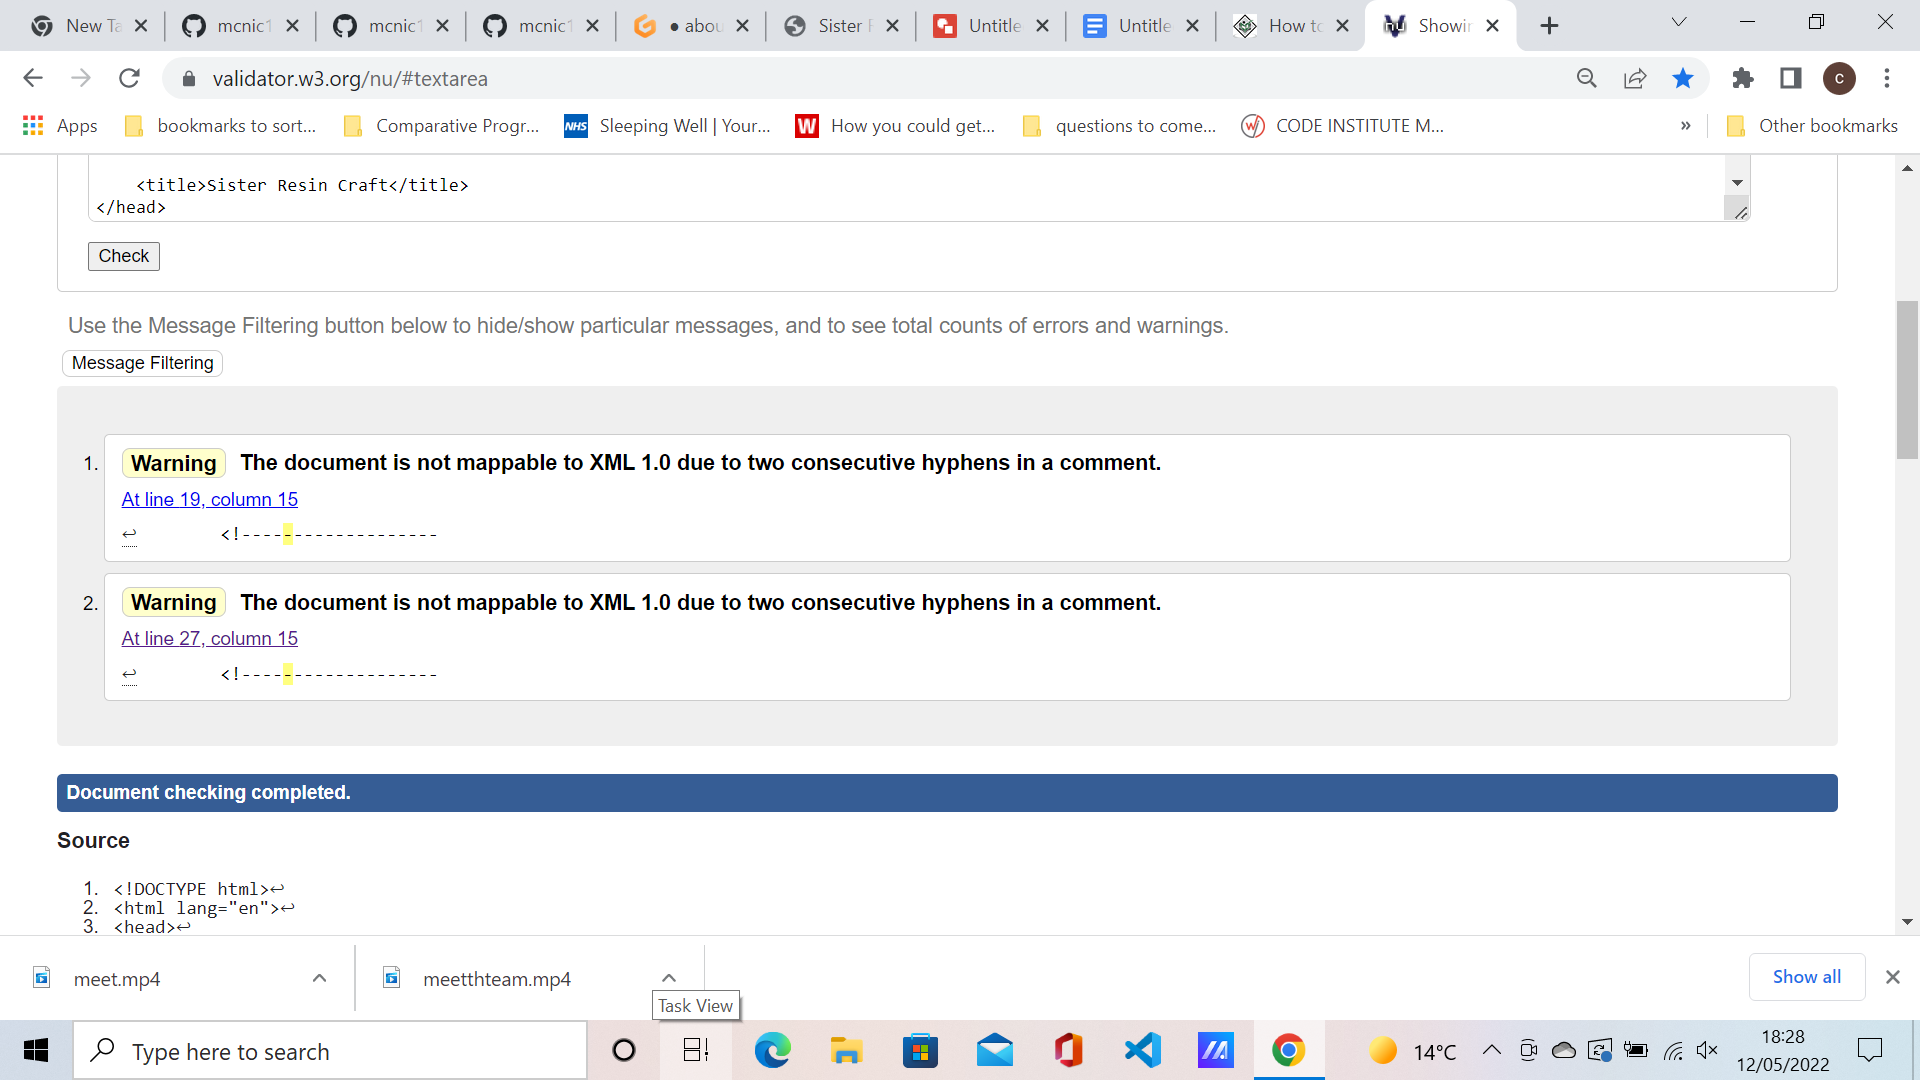 New Ta
mcnic1
mcnic1
mcnic1
• abou
Sister
Untitle
Untitle
How to
Showin
validator.w3.org/nu/#textarea
c
Apps
bookmarks to sort...
Comparative Progr...
NHS
Sleeping Well | Your...
W
How you could get...
questions to come...
CODE INSTITUTE M...
»
Other bookmarks
<title>Sister Resin Craft</title>
</head>
Check
Use the Message Filtering button below to hide/show particular messages, and to see total counts of errors and warnings.
Message Filtering
1. Warning The document is not mappable to XML 1.0 due to two consecutive hyphens in a comment.
At line 19, column 15
↩ <!-------------------
2. Warning The document is not mappable to XML 1.0 due to two consecutive hyphens in a comment.
At line 27, column 15
↩ <!-------------------
Document checking completed.
Source
1. <!DOCTYPE html>↩
2. <html lang="en">↩
3. <head>↩
meet.mp4
meetthteam.mp4
Show all
Task View
Type here to search
14°C
18:28
12/05/2022